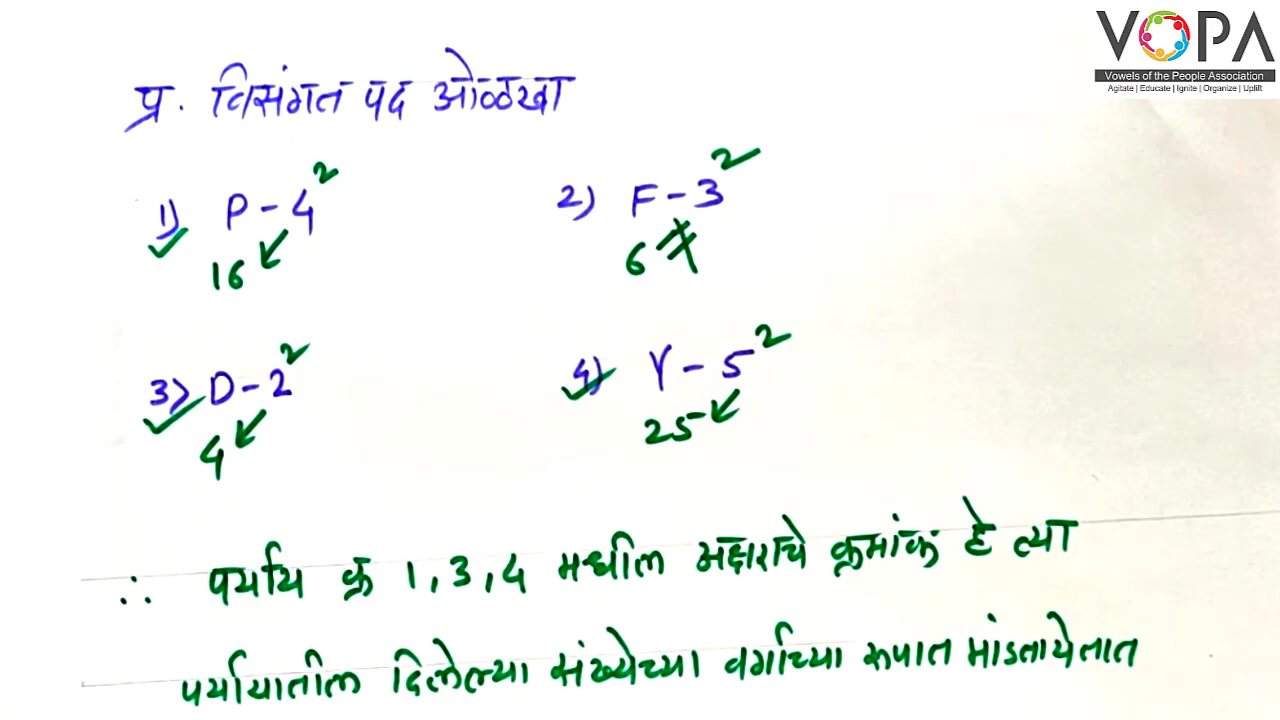 VOPA
Vowels of the People Association
Agitate | Educate | Ignite | Organize | Uplift
प्र. विसंगत पद ओळखा
1) P - 4²
16
2) F - 3²
6 ≠
3) D - 2²
4
4) Y - 5²
25
∴ पर्याय क्र 1, 3, 4 मधील अक्षराचे क्रमांक हे त्या
पर्यायातील दिलेल्या संख्येच्या वर्गाच्या रूपात मांडता येतात